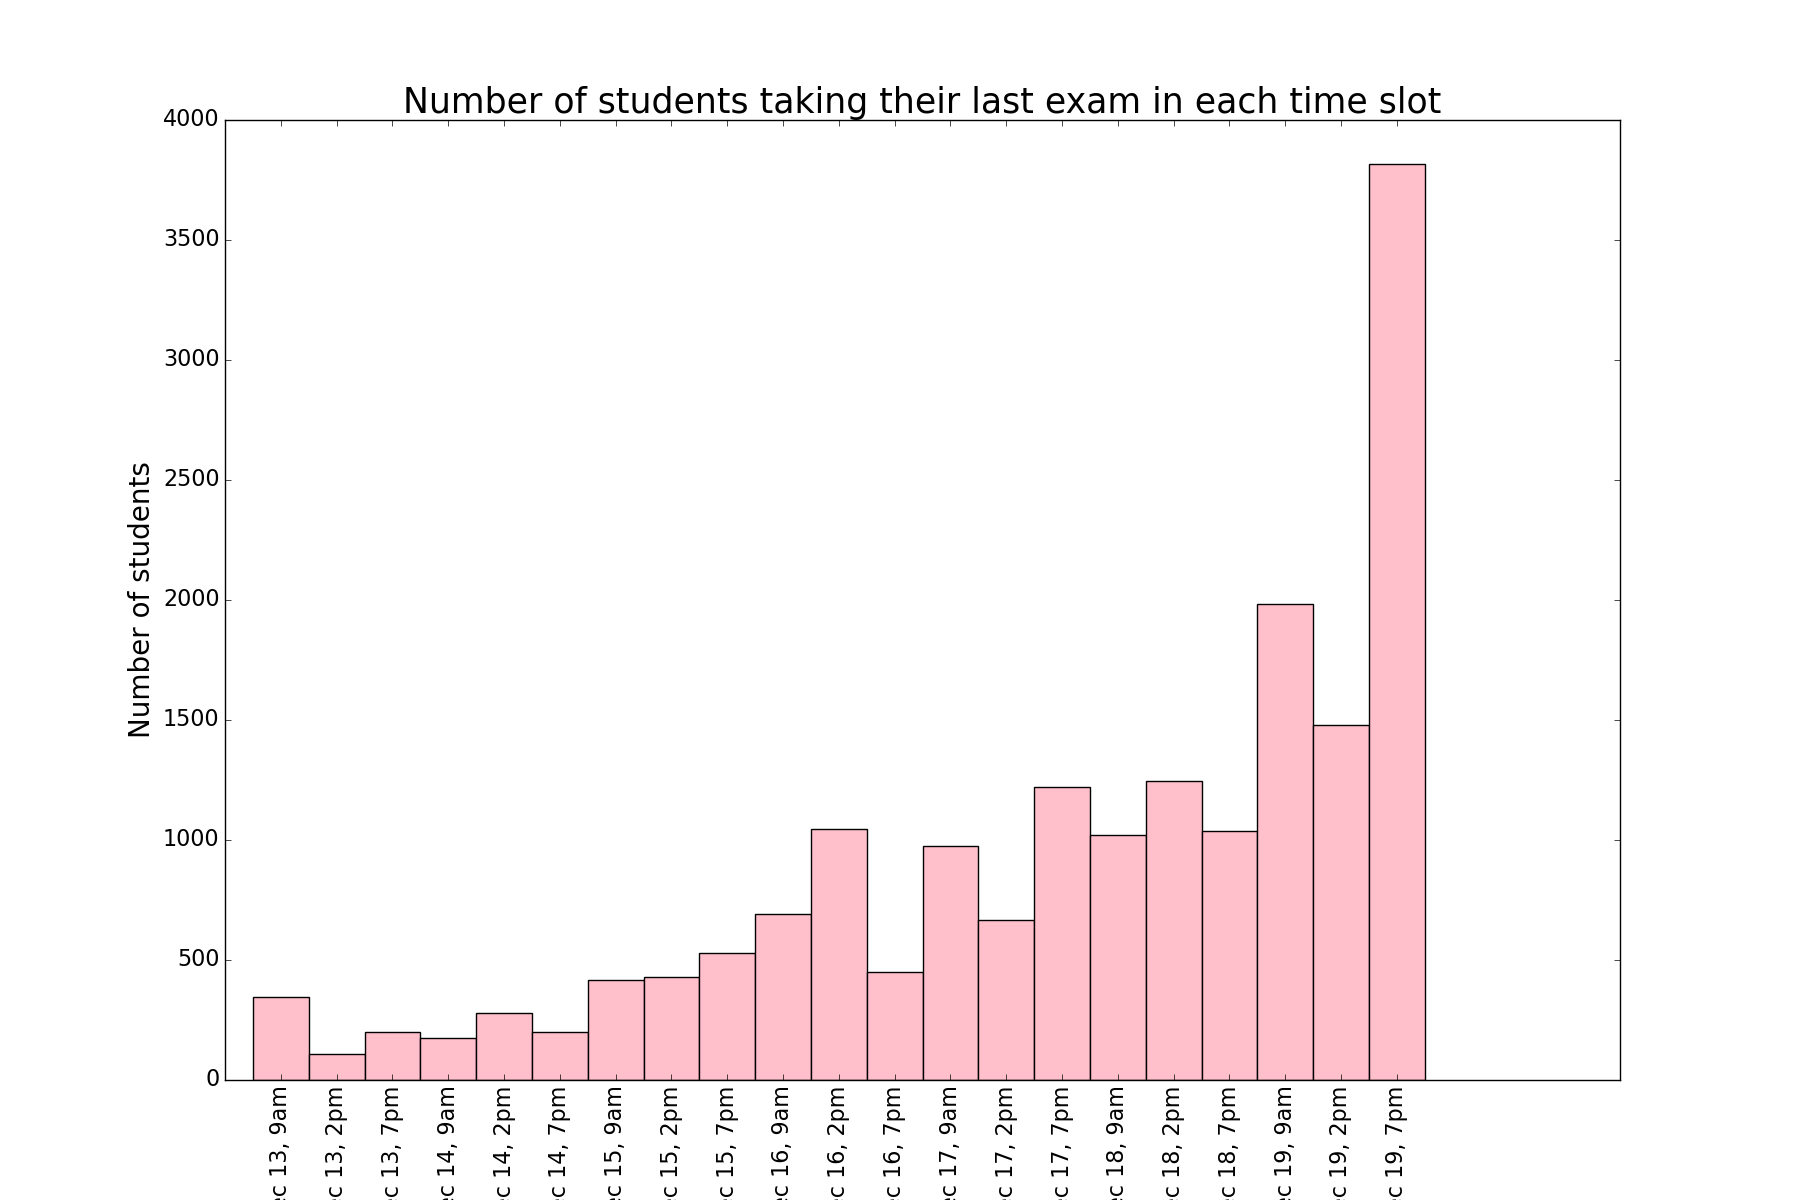 Number of students taking their last exam in each time slot
Number of students
4000
3500
3000
2500
2000
1500
1000
500
0
c 13, 9am
c 13, 2pm
c 13, 7pm
c 14, 9am
c 14, 2pm
c 14, 7pm
c 15, 9am
c 15, 2pm
c 15, 7pm
c 16, 9am
c 16, 2pm
c 16, 7pm
c 17, 9am
c 17, 2pm
c 17, 7pm
c 18, 9am
c 18, 2pm
c 18, 7pm
c 19, 9am
c 19, 2pm
c 19, 7pm